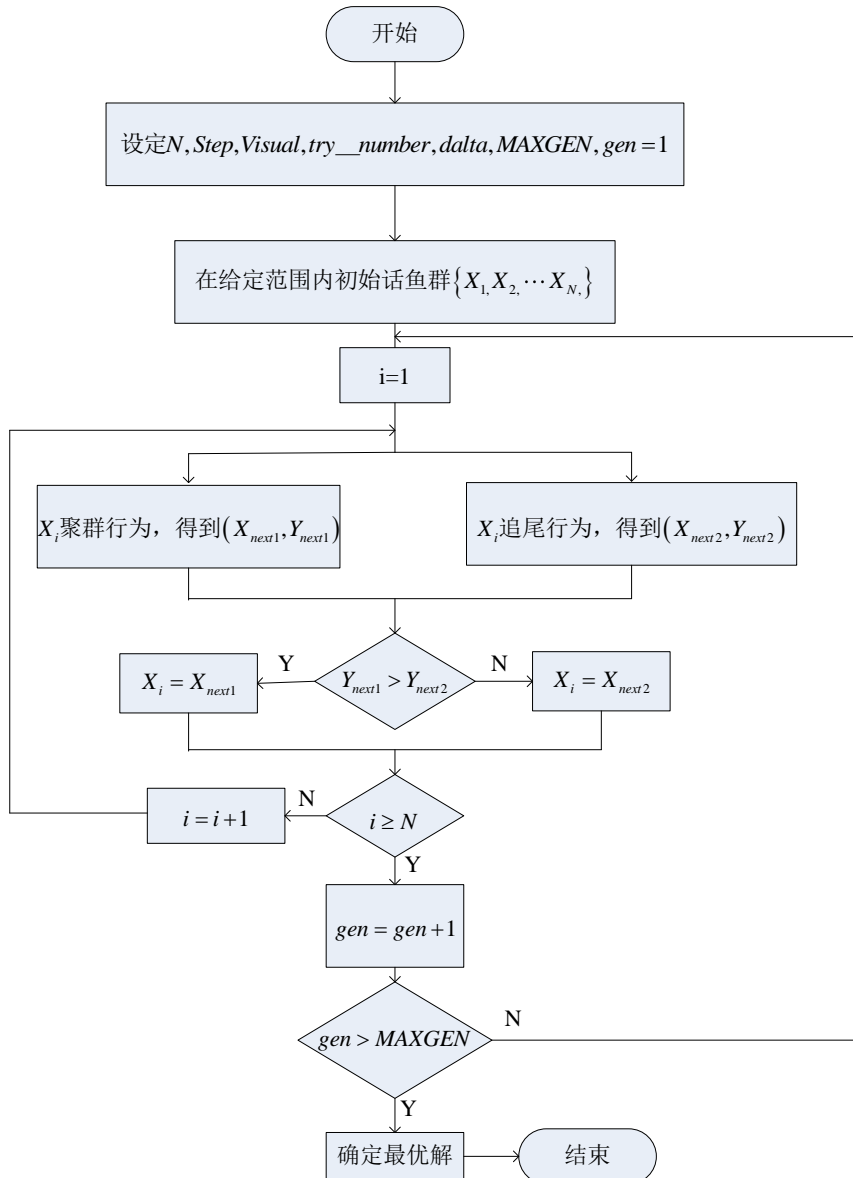 开始
设定N,Step,Visual,try__number,dalta,MAXGEN,gen=1
在给定范围内初始话鱼群{X1,X2,⋯XN,}
i=1
Xi聚群行为，得到(Xnext1,Ynext1)
Xi追尾行为，得到(Xnext2,Ynext2)
Y
N
Xi=Xnext1
Ynext1>Ynext2
Xi=Xnext2
N
i=i+1
i≥N
Y
gen=gen+1
gen>MAXGEN
N
Y
确定最优解
结束